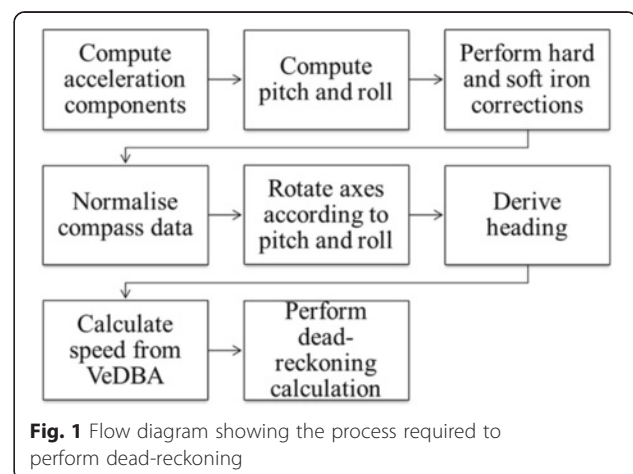 Compute
acceleration
components
Compute
pitch and roll
Perform hard
and soft iron
corrections
Normalise
compass data
Rotate axes
according to
pitch and roll
Derive
heading
Calculate
speed from
VeDBA
Perform
dead-
reckoning
calculation
Fig. 1 Flow diagram showing the process required to
perform dead-reckoning